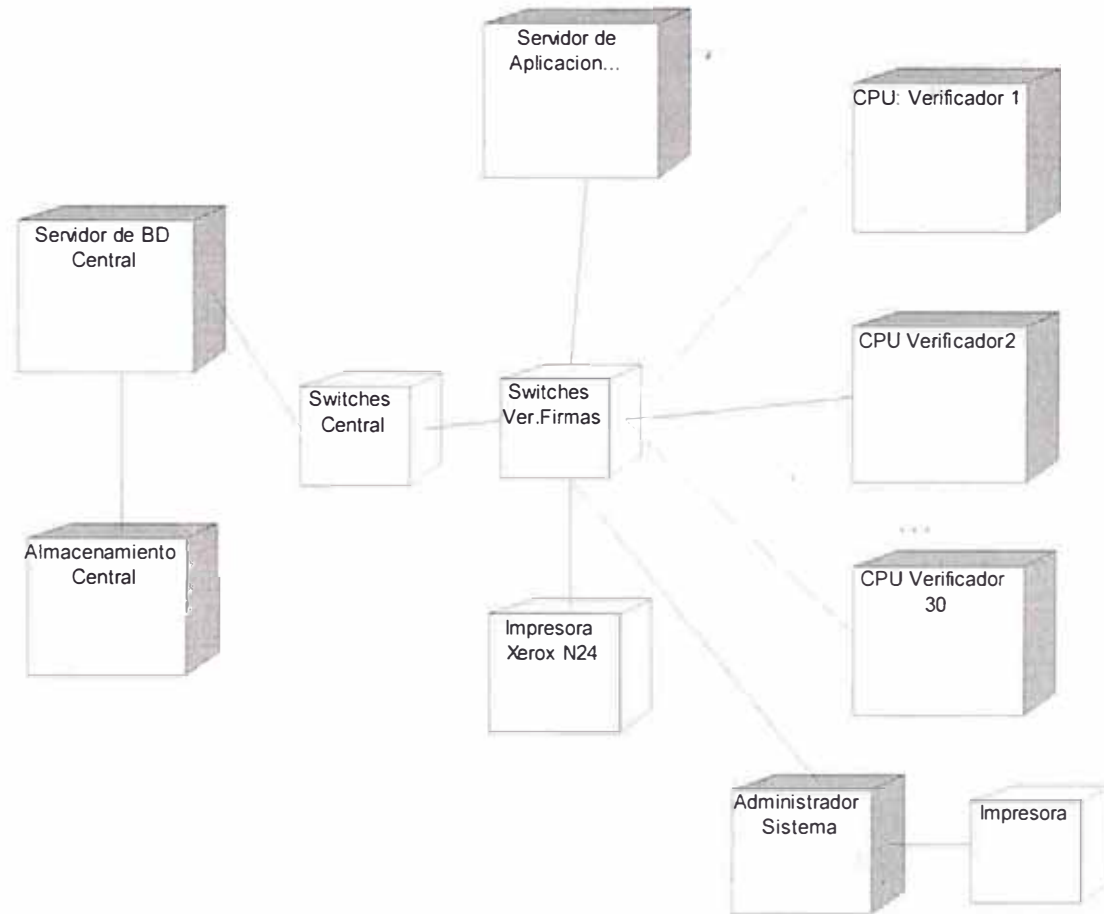 Servidor de
Aplicacion...
CPU: Verificador 1
Servidor de BD
Central
CPU Verificador2
Switches
Central
Switches
Ver.Firmas
...
Almacenamiento
Central
CPU Verificador
30
Impresora
Xerox N24
Administrador
Sistema
Impresora